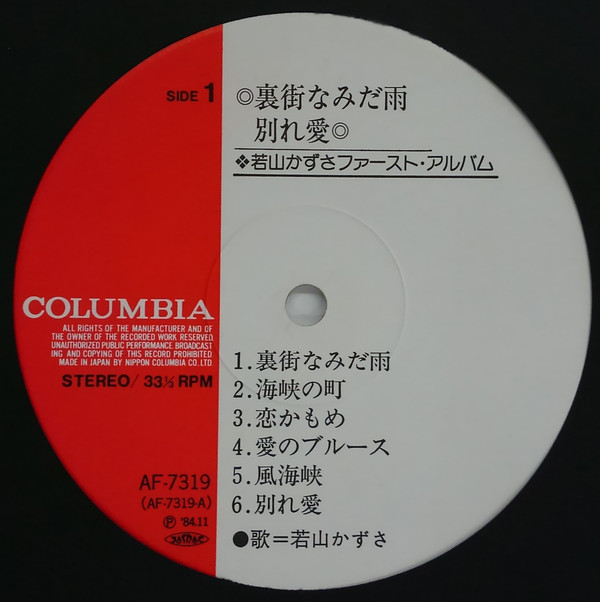 SIDE 1
◎裏街なみだ雨
別れ愛◎
❖若山かずさファースト・アルバム
COLUMBIA
ALL RIGHTS OF THE MANUFACTURER AND OF
THE OWNER OF THE RECORDED WORK RESERVED.
UNAUTHORIZED PUBLIC PERFORMANCE, BROADCAST
ING AND COPYING OF THIS RECORD PROHIBITED
MADE IN JAPAN BY NIPPON COLUMBIA CO. LTD.
STEREO/33⅓ RPM
1.裏街なみだ雨
2.海峡の町
3.恋かもめ
4.愛のブルース
5.風海峡
6.別れ愛
●歌=若山かずさ
AF-7319
(AF-7319-A)
Ⓟ '84.11
JASRAC